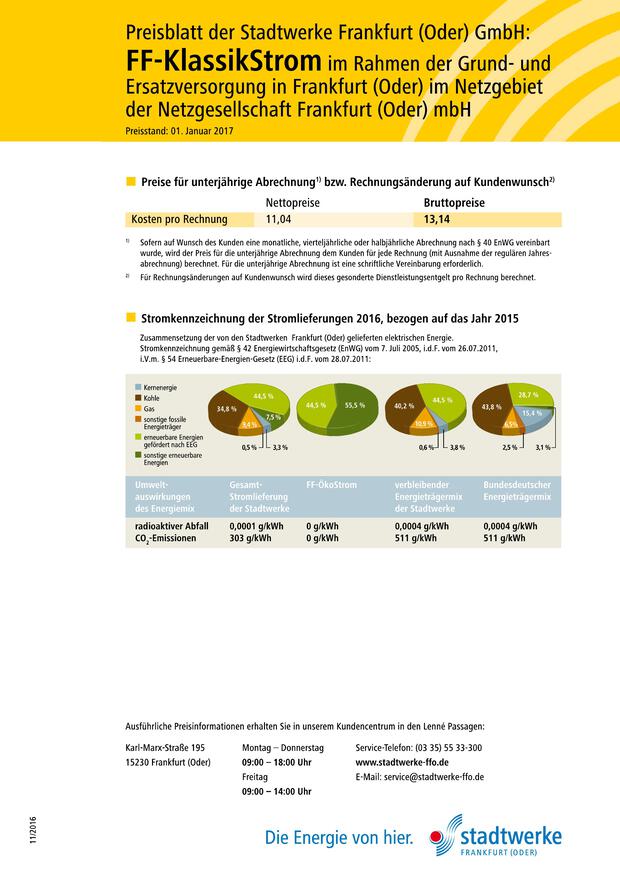 Preisblatt der Stadtwerke Frankfurt (Oder) GmbH:
FF-KlassikStrom im Rahmen der Grund- und
Ersatzversorgung in Frankfurt (Oder) im Netzgebiet
der Netzgesellschaft Frankfurt (Oder) mbH
Preisstand: 01. Januar 2017
Preise für unterjährige Abrechnung1) bzw. Rechnungsänderung auf Kundenwunsch2)
Nettopreise Bruttopreise
Kosten pro Rechnung 11,04 13,14
1) Sofern auf Wunsch des Kunden eine monatliche, vierteljährliche oder halbjährliche Abrechnung nach § 40 EnWG vereinbart
wurde, wird der Preis für die unterjährige Abrechnung dem Kunden für jede Rechnung (mit Ausnahme der regulären Jahres-
abrechnung) berechnet. Für die unterjährige Abrechnung ist eine schriftliche Vereinbarung erforderlich.
2) Für Rechnungsänderungen auf Kundenwunsch wird dieses gesonderte Dienstleistungsentgelt pro Rechnung berechnet.
Stromkennzeichnung der Stromlieferungen 2016, bezogen auf das Jahr 2015
Zusammensetzung der von den Stadtwerken Frankfurt (Oder) gelieferten elektrischen Energie.
Stromkennzeichnung gemäß § 42 Energiewirtschaftsgesetz (EnWG) vom 7. Juli 2005, i.d.F. vom 26.07.2011,
i.V.m. § 54 Erneuerbare-Energien-Gesetz (EEG) i.d.F. vom 28.07.2011:
Kernenergie
Kohle
Gas
sonstige fossile
Energieträger
erneuerbare Energien
gefördert nach EEG
sonstige erneuerbare
Energien
34,8 % 44,5 % 7,5 % 9,4 % 0,5 % 3,3 %
44,5 % 55,5 %
40,2 % 44,5 % 10,9 % 0,6 % 3,8 %
43,8 % 28,7 % 15,4 % 6,5% 2,5 % 3,1 %
Umwelt- Gesamt- FF-ÖkoStrom verbleibender Bundesdeutscher
auswirkungen Stromlieferung Energieträgermix Energieträgermix
des Energiemix der Stadtwerke der Stadtwerke
radioaktiver Abfall 0,0001 g/kWh 0 g/kWh 0,0004 g/kWh 0,0004 g/kWh
CO2-Emissionen 303 g/kWh 0 g/kWh 511 g/kWh 511 g/kWh
Ausführliche Preisinformationen erhalten Sie in unserem Kundencentrum in den Lenné Passagen:
Karl-Marx-Straße 195 Montag – Donnerstag Service-Telefon: (03 35) 55 33-300
15230 Frankfurt (Oder) 09:00 – 18:00 Uhr www.stadtwerke-ffo.de
Freitag E-Mail: service@stadtwerke-ffo.de
09:00 – 14:00 Uhr
11/2016
Die Energie von hier. stadtwerke
FRANKFURT (ODER)